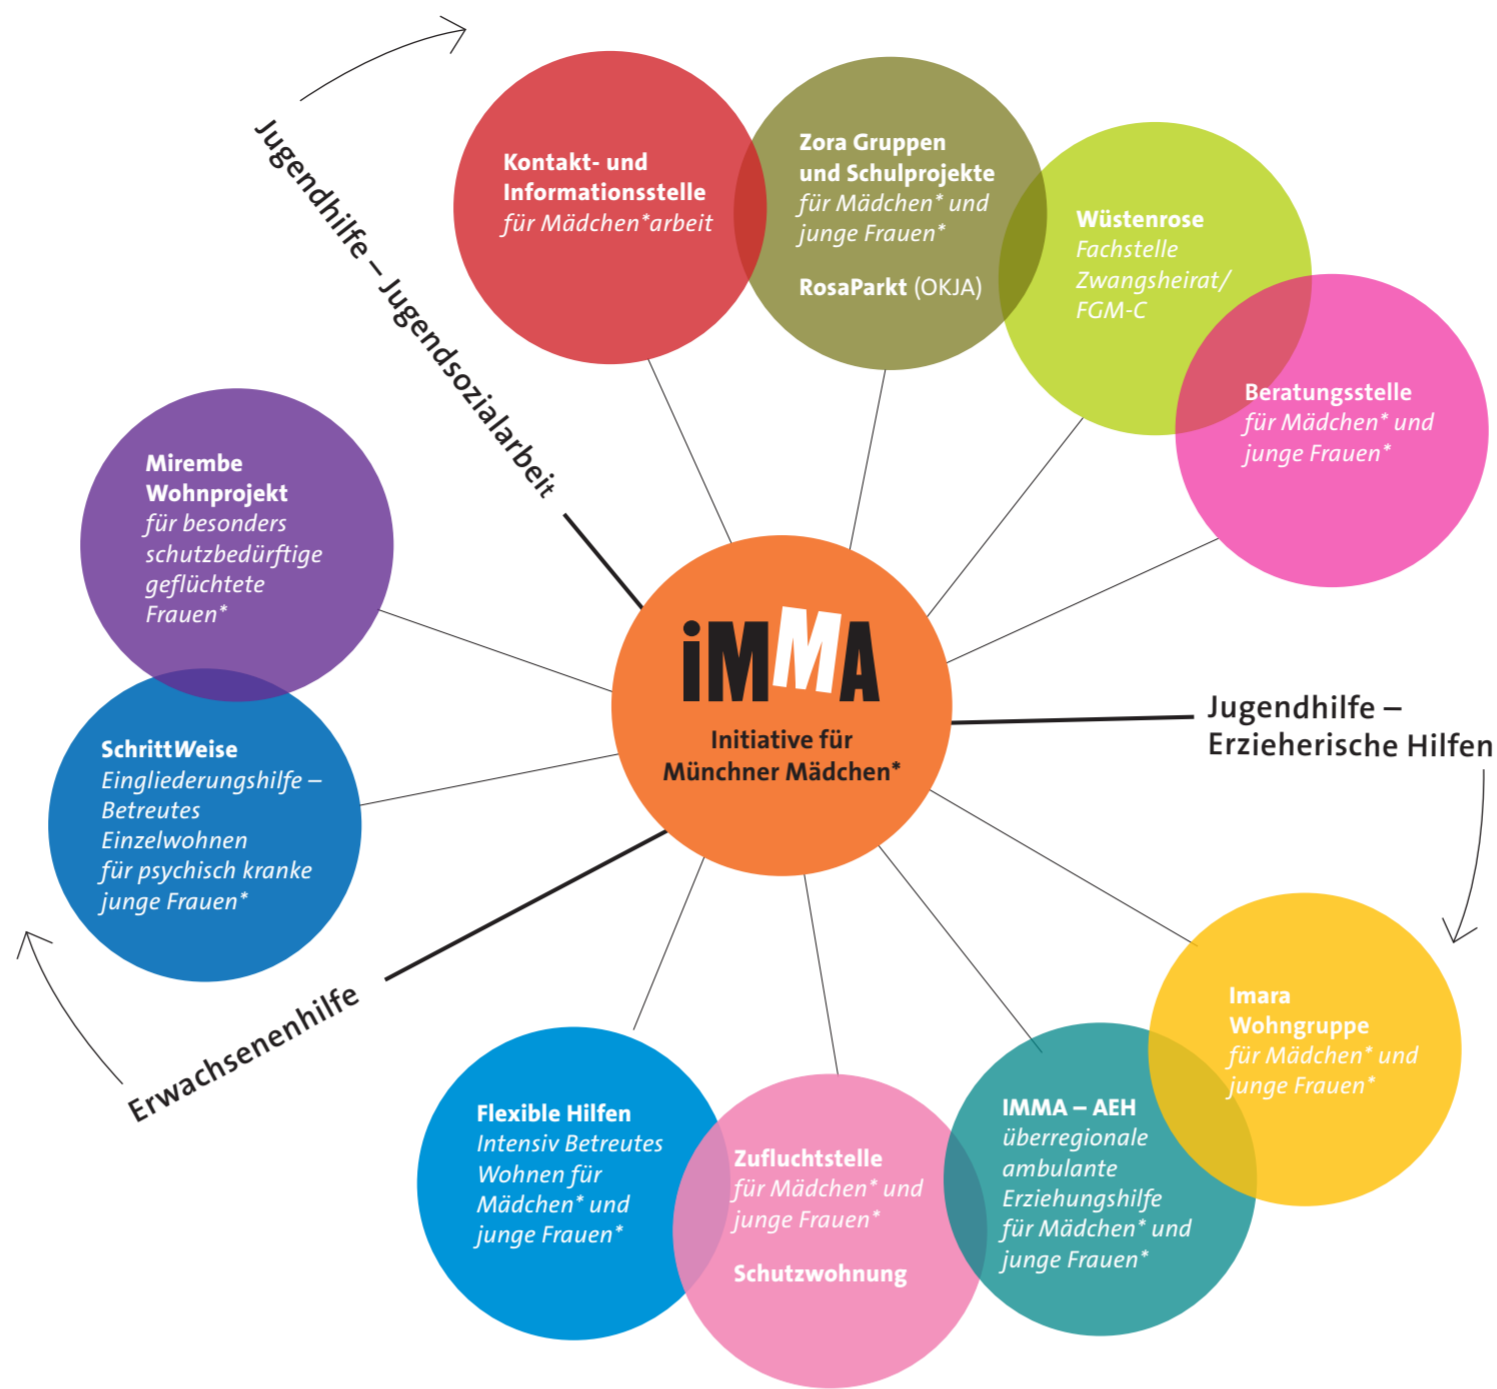 Jugendhilfe – Jugendsozialarbeit
Kontakt- und
Informationsstelle
für Mädchen*arbeit
Zora Gruppen
und Schulprojekte
für Mädchen* und
junge Frauen*
RosaParkt (OKJA)
Wüstenrose
Fachstelle
Zwangsheirat/
FGM-C
Beratungsstelle
für Mädchen* und
junge Frauen*
iMMA
Initiative für
Münchner Mädchen*
Jugendhilfe –
Erzieherische Hilfen
Imara
Wohngruppe
für Mädchen* und
junge Frauen*
IMMA – AEH
überregionale
ambulante
Erziehungshilfe
für Mädchen* und
junge Frauen*
Zufluchtstelle
für Mädchen* und
junge Frauen*
Schutzwohnung
Flexible Hilfen
Intensiv Betreutes
Wohnen für
Mädchen* und
junge Frauen*
Erwachsenenhilfe
SchrittWeise
Eingliederungshilfe –
Betreutes
Einzelwohnen
für psychisch kranke
junge Frauen*
Mirembe
Wohnprojekt
für besonders
schutzbedürftige
geflüchtete
Frauen*